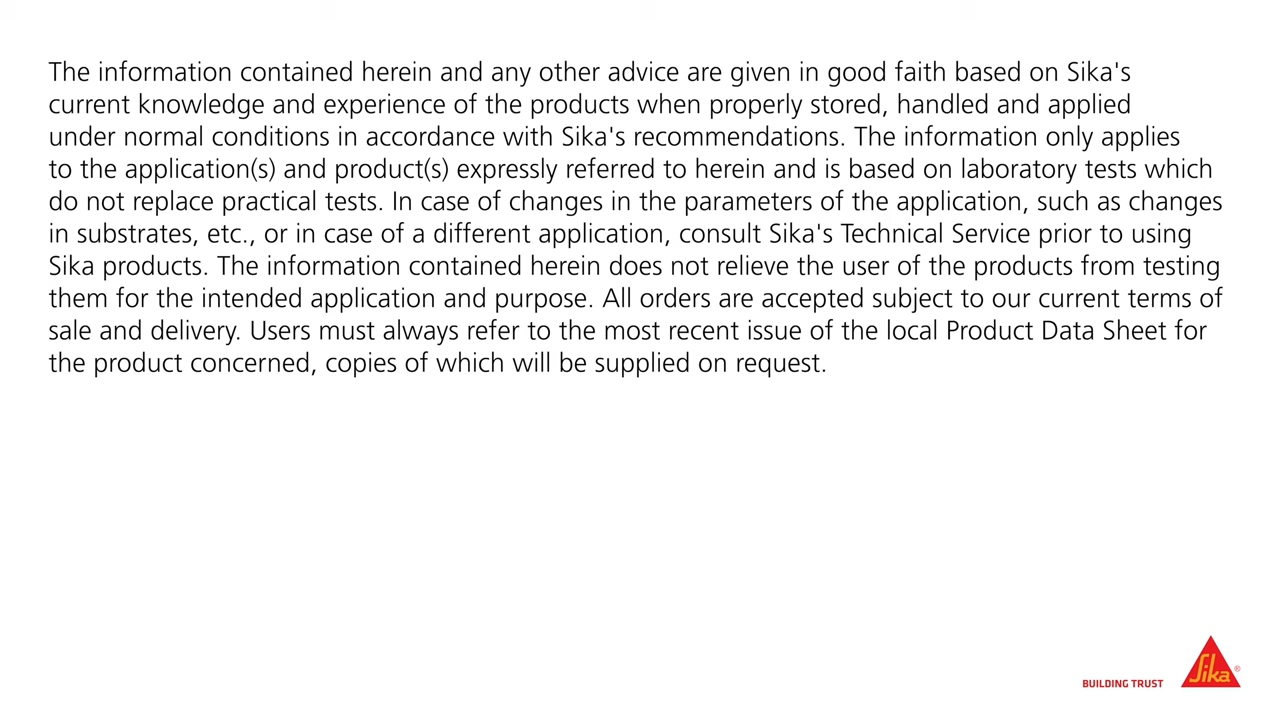 The information contained herein and any other advice are given in good faith based on Sika's
current knowledge and experience of the products when properly stored, handled and applied
under normal conditions in accordance with Sika's recommendations. The information only applies
to the application(s) and product(s) expressly referred to herein and is based on laboratory tests which
do not replace practical tests. In case of changes in the parameters of the application, such as changes
in substrates, etc., or in case of a different application, consult Sika's Technical Service prior to using
Sika products. The information contained herein does not relieve the user of the products from testing
them for the intended application and purpose. All orders are accepted subject to our current terms of
sale and delivery. Users must always refer to the most recent issue of the local Product Data Sheet for
the product concerned, copies of which will be supplied on request.
BUILDING TRUST
Sika®